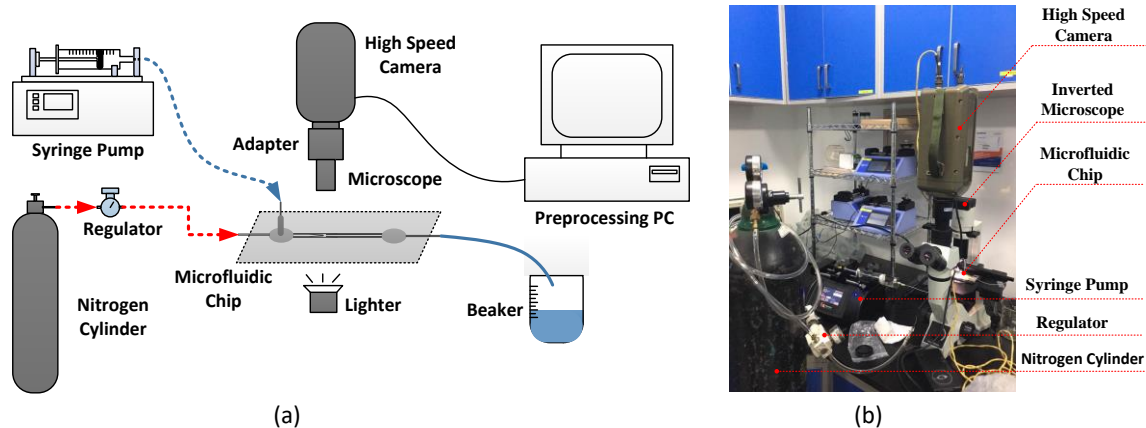 High Speed
Camera
Syringe Pump
Adapter
Microscope
Regulator
Preprocessing PC
Microfluidic
Chip
Nitrogen
Cylinder
Lighter
Beaker
(a)
High Speed
Camera
Inverted
Microscope
Microfluidic
Chip
Syringe Pump
Regulator
Nitrogen Cylinder
(b)